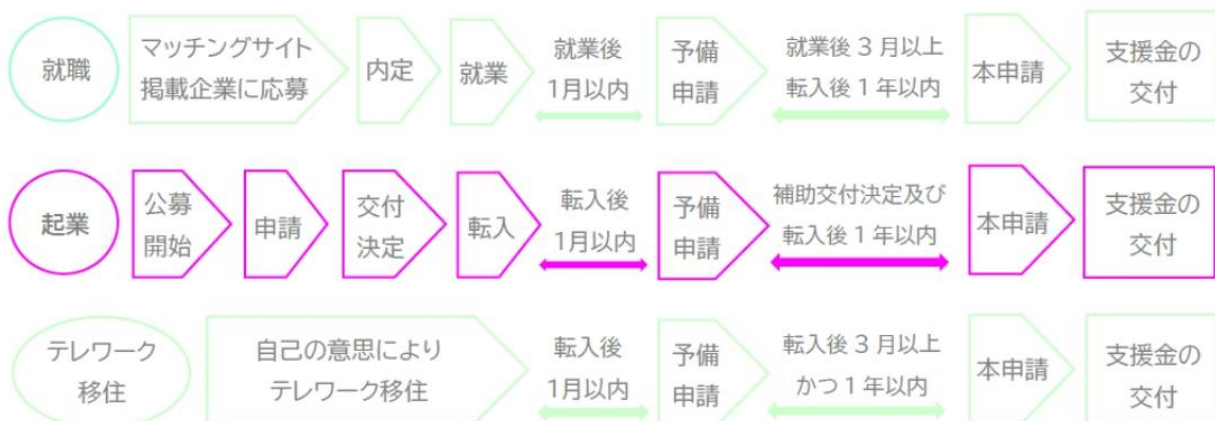 就職
マッチングサイト
掲載企業に応募
内定
就業
就業後
1月以内
予備
申請
就業後3月以上
転入後1年以内
本申請
支援金の
交付
起業
公募
開始
申請
交付
決定
転入
転入後
1月以内
予備
申請
補助交付決定及び
転入後1年以内
本申請
支援金の
交付
テレワーク
移住
自己の意思により
テレワーク移住
転入後
1月以内
予備
申請
転入後3月以上
かつ1年以内
本申請
支援金の
交付